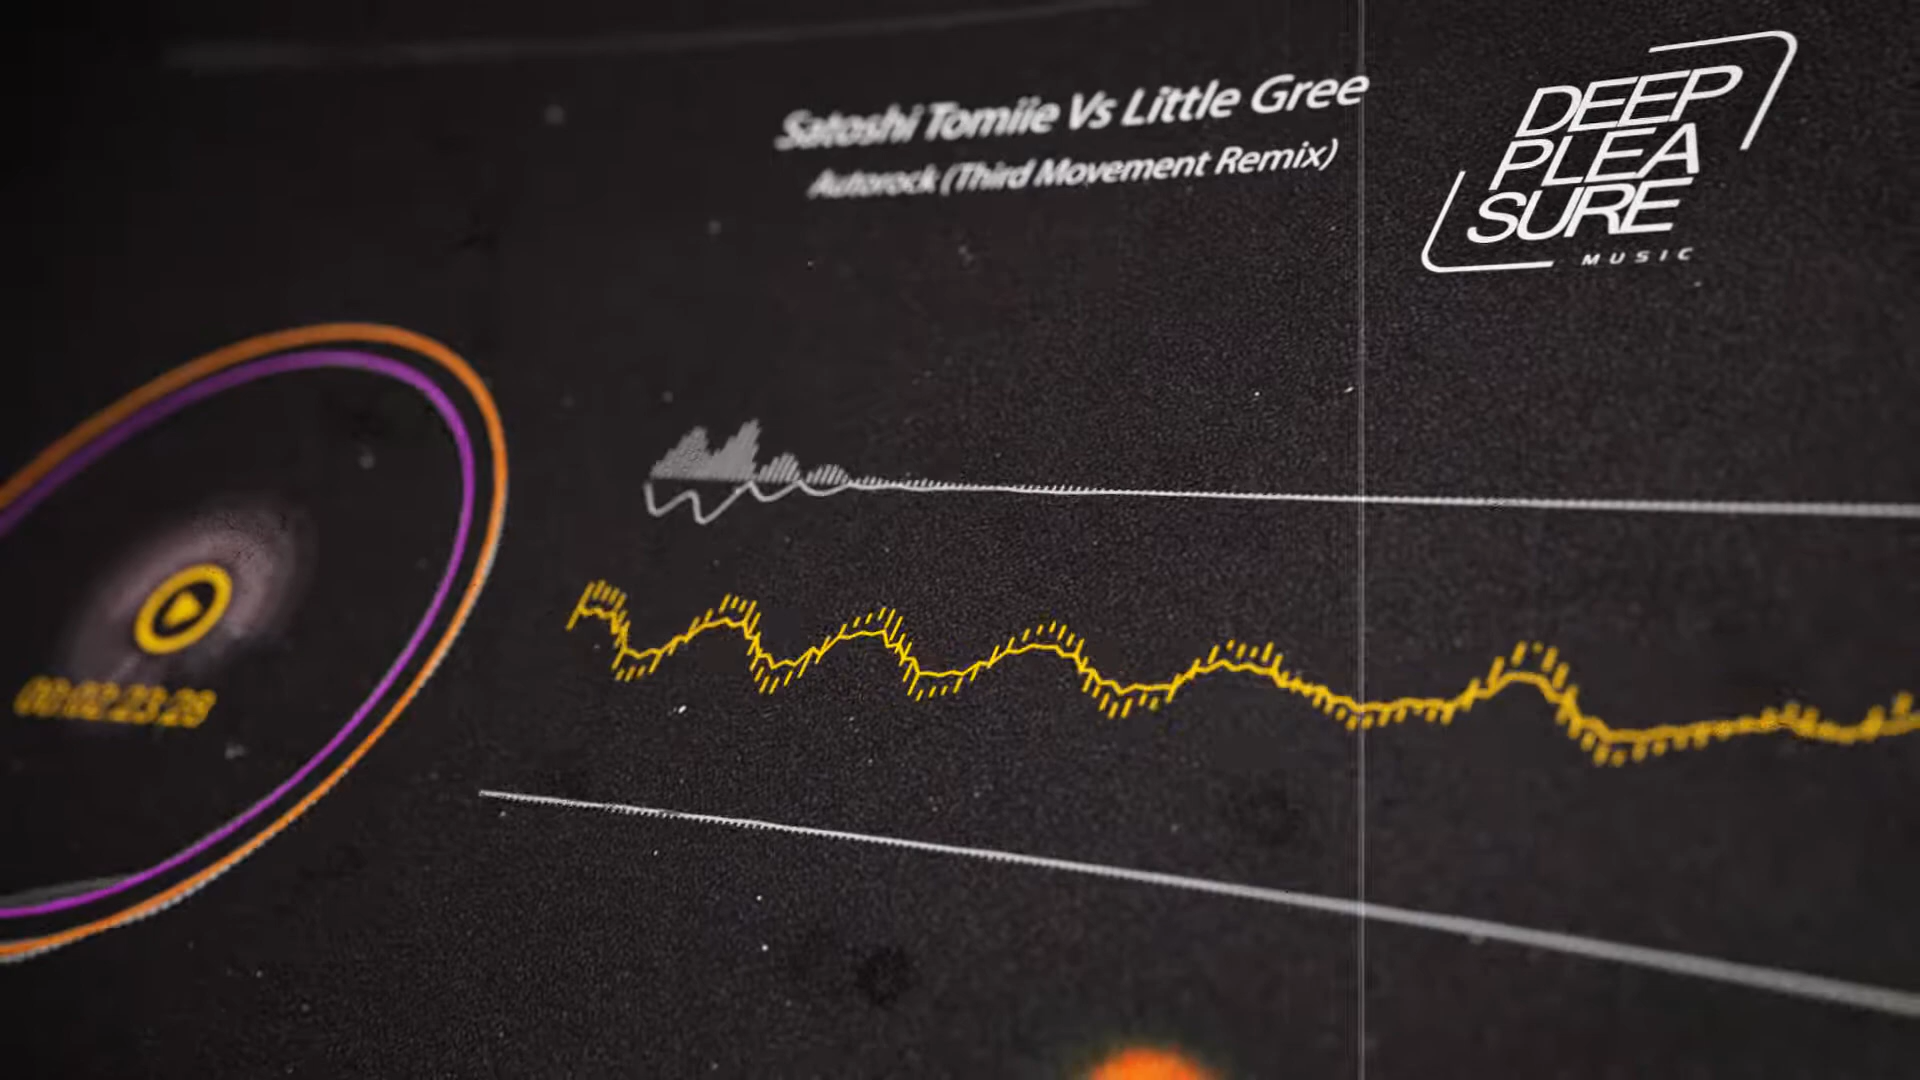 Satoshi Tomiie Vs Little Gree
Autorock (Third Movement Remix)
DEEP
PLEA
SURE
MUSIC
00:02:23:28